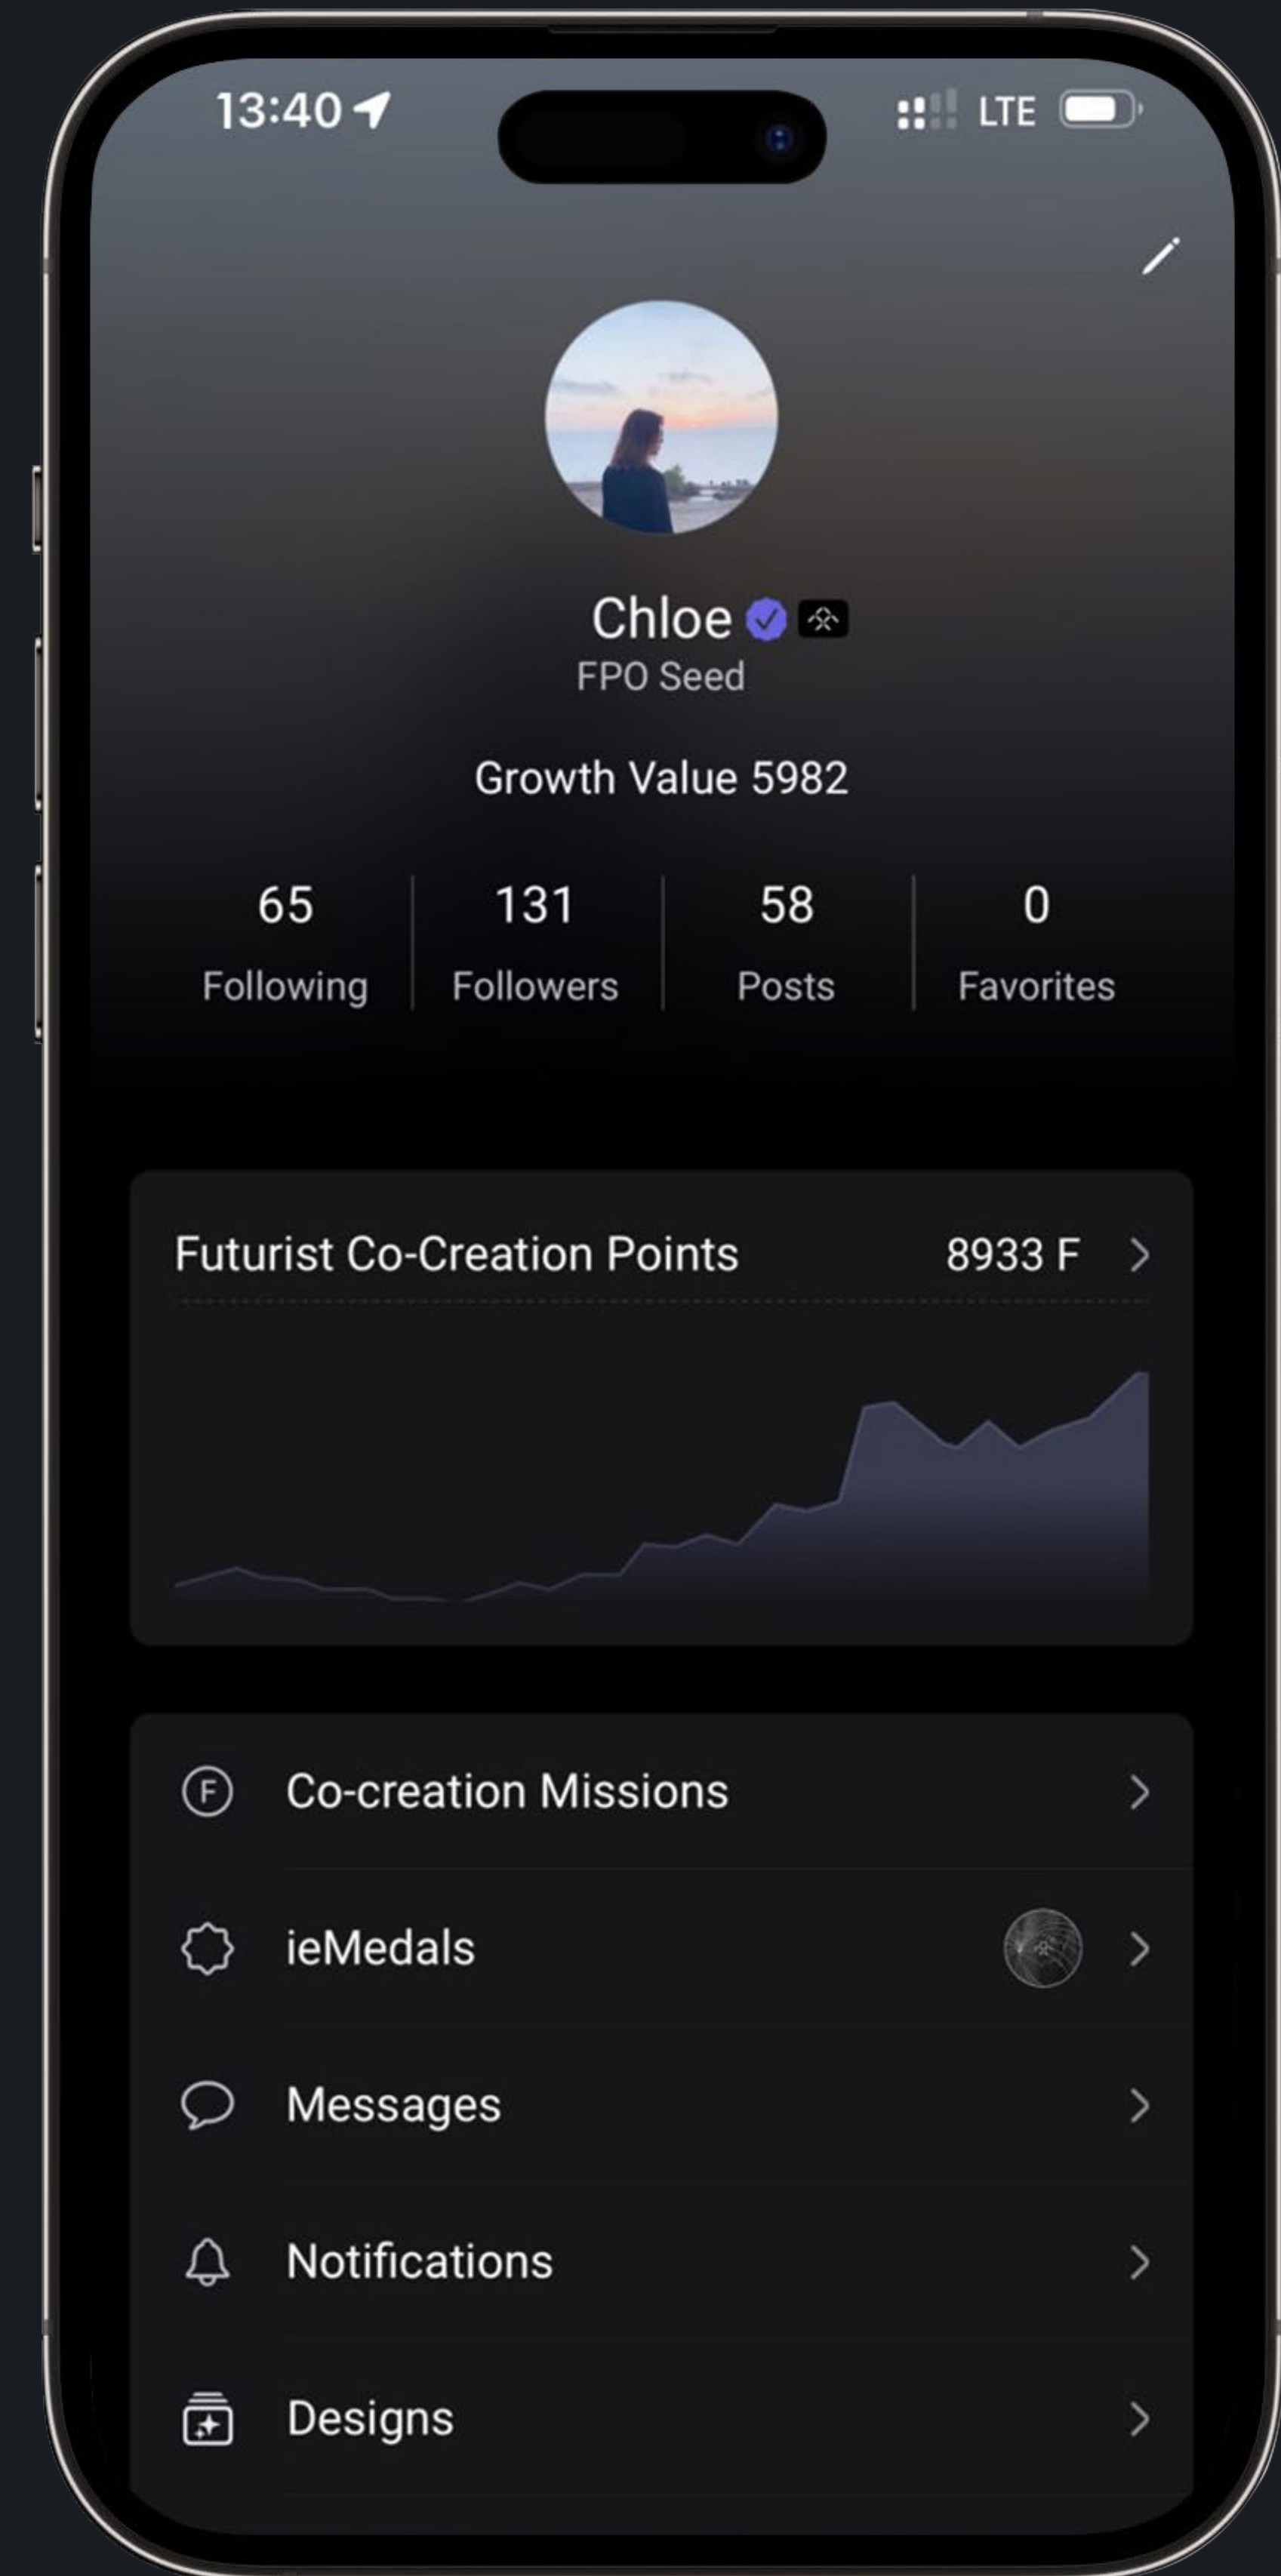 13:40 LTE
Chloe
FPO Seed
Growth Value 5982
65 131 58 0
Following Followers Posts Favorites
Futurist Co-Creation Points 8933 F
F Co-creation Missions
ieMedals
Messages
Notifications
Designs